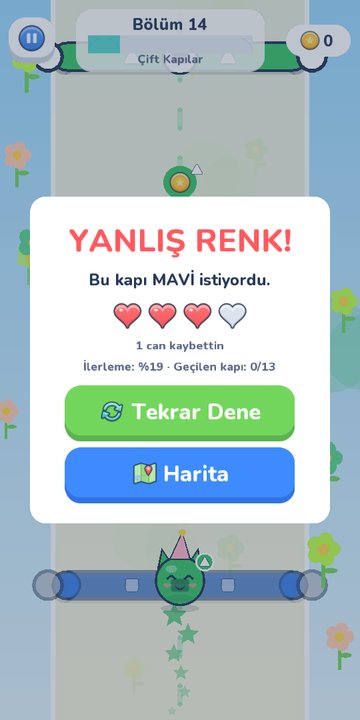 Bölüm 14
0
Çift Kapılar
YANLIŞ RENK!
Bu kapı MAVİ istiyordu.
1 can kaybettin
İlerleme: %19 · Geçilen kapı: 0/13
Tekrar Dene
Harita